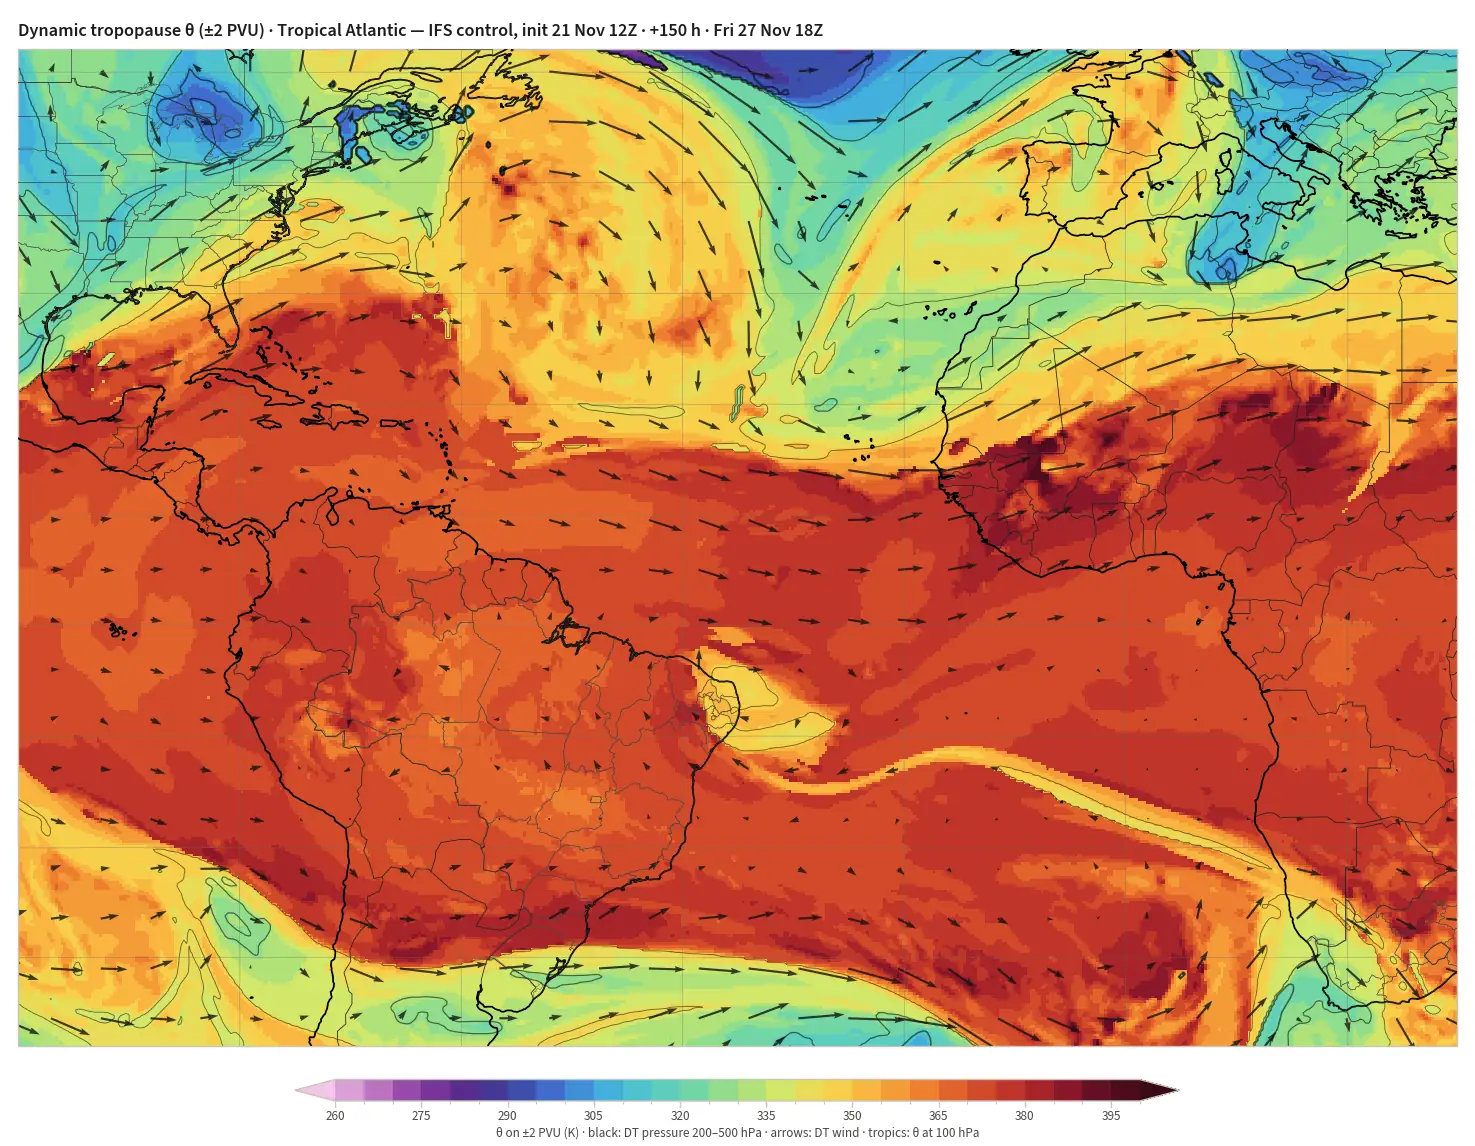 Dynamic tropopause θ (±2 PVU) · Tropical Atlantic — IFS control, init 21 Nov 12Z · +150 h · Fri 27 Nov 18Z
260 275 290 305 320 335 350 365 380 395
θ on ±2 PVU (K) · black: DT pressure 200–500 hPa · arrows: DT wind · tropics: θ at 100 hPa